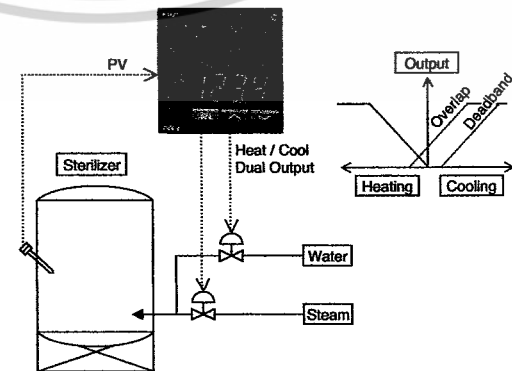 PV
1234
Sterilizer
Heat / Cool
Dual Output
Water
Steam
Output
Overlap
Deadband
Heating
Cooling